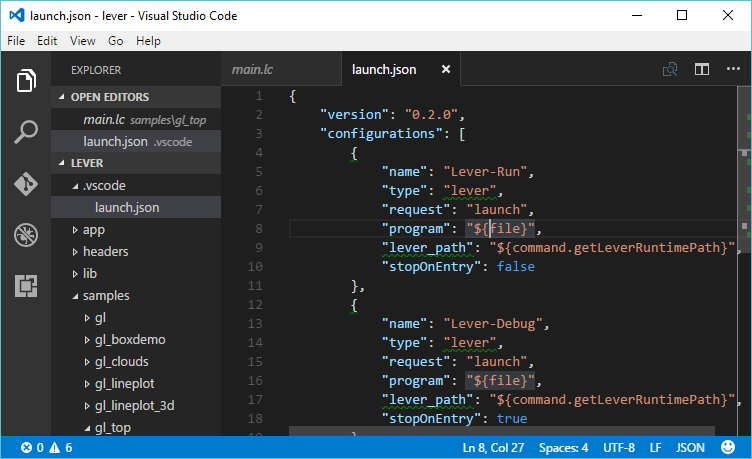 launch.json - lever - Visual Studio Code
File Edit View Go Help
EXPLORER
OPEN EDITORS
main.lc samples\gl_top
launch.json .vscode
LEVER
.vscode
launch.json
app
headers
lib
samples
gl
gl_boxdemo
gl_clouds
gl_lineplot
gl_lineplot_3d
gl_top
main.lc launch.json
1 {
2 "version": "0.2.0",
3 "configurations": [
4 {
5 "name": "Lever-Run",
6 "type": "lever",
7 "request": "launch",
8 "program": "${file}",
9 "lever_path": "${command.getLeverRuntimePath}",
10 "stopOnEntry": false
11 },
12 {
13 "name": "Lever-Debug",
14 "type": "lever",
15 "request": "launch",
16 "program": "${file}",
17 "lever_path": "${command.getLeverRuntimePath}",
18 "stopOnEntry": true
0 6 Ln 8, Col 27 Spaces: 4 UTF-8 LF JSON